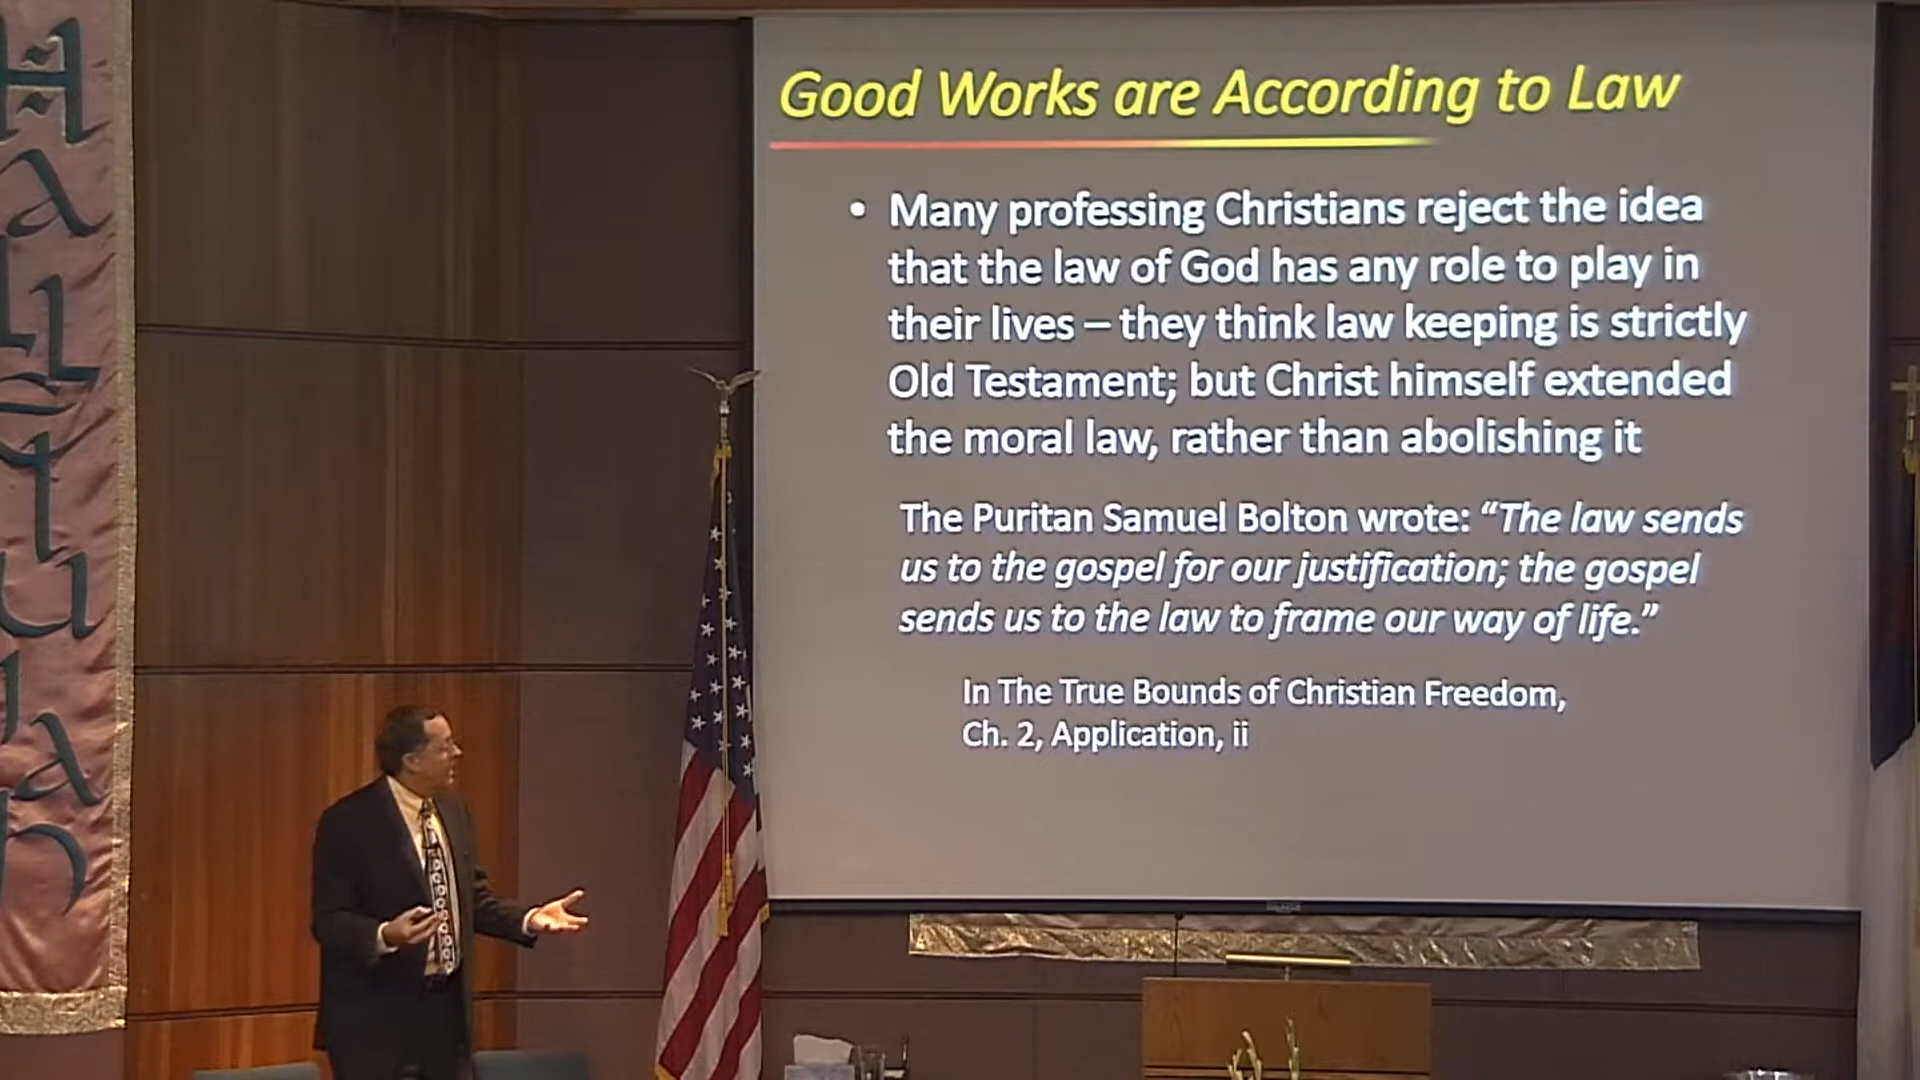 Hallelujah
Good Works are According to Law
• Many professing Christians reject the idea
that the law of God has any role to play in
their lives – they think law keeping is strictly
Old Testament; but Christ himself extended
the moral law, rather than abolishing it
The Puritan Samuel Bolton wrote: “The law sends
us to the gospel for our justification; the gospel
sends us to the law to frame our way of life.”
In The True Bounds of Christian Freedom,
Ch. 2, Application, ii